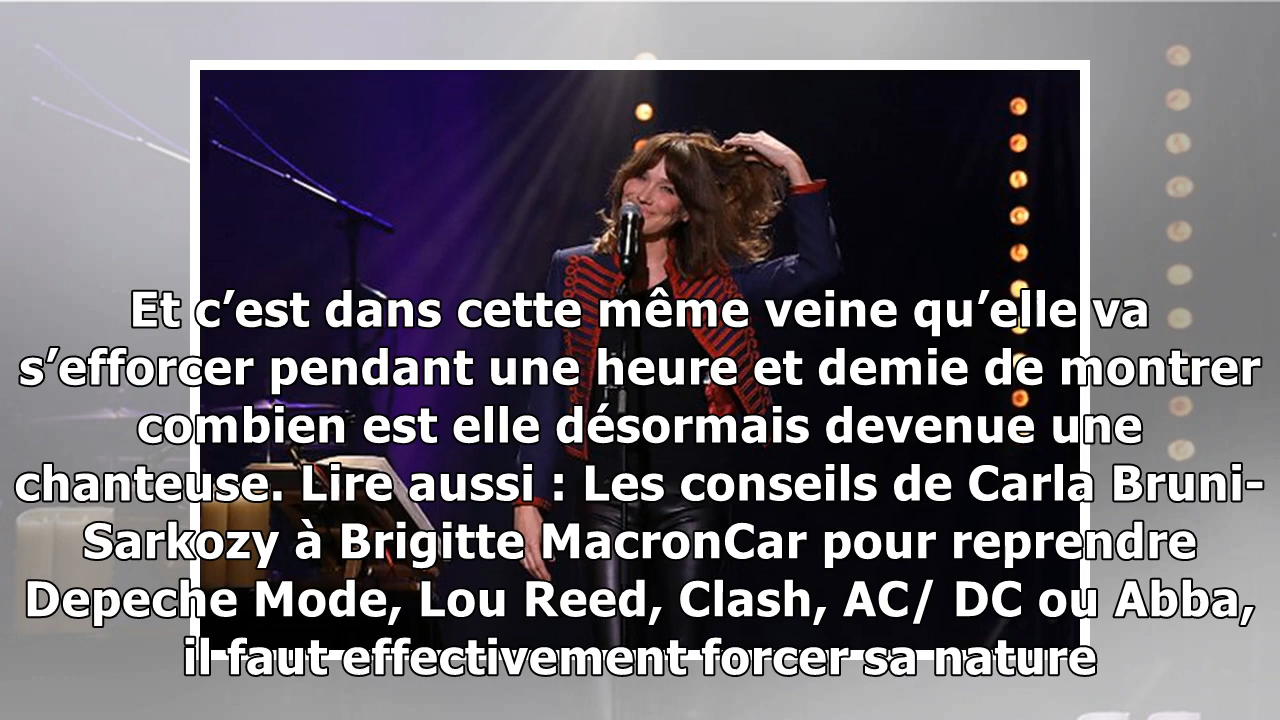 Et c’est dans cette même veine qu’elle va
s’efforcer pendant une heure et demie de montrer
combien est elle désormais devenue une
chanteuse. Lire aussi : Les conseils de Carla Bruni-
Sarkozy à Brigitte MacronCar pour reprendre
Depeche Mode, Lou Reed, Clash, AC/ DC ou Abba,
il faut effectivement forcer sa nature